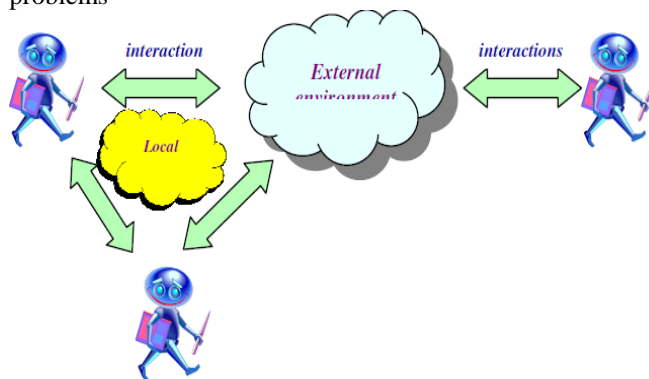 problems
interaction
interactions
External
environment
Local